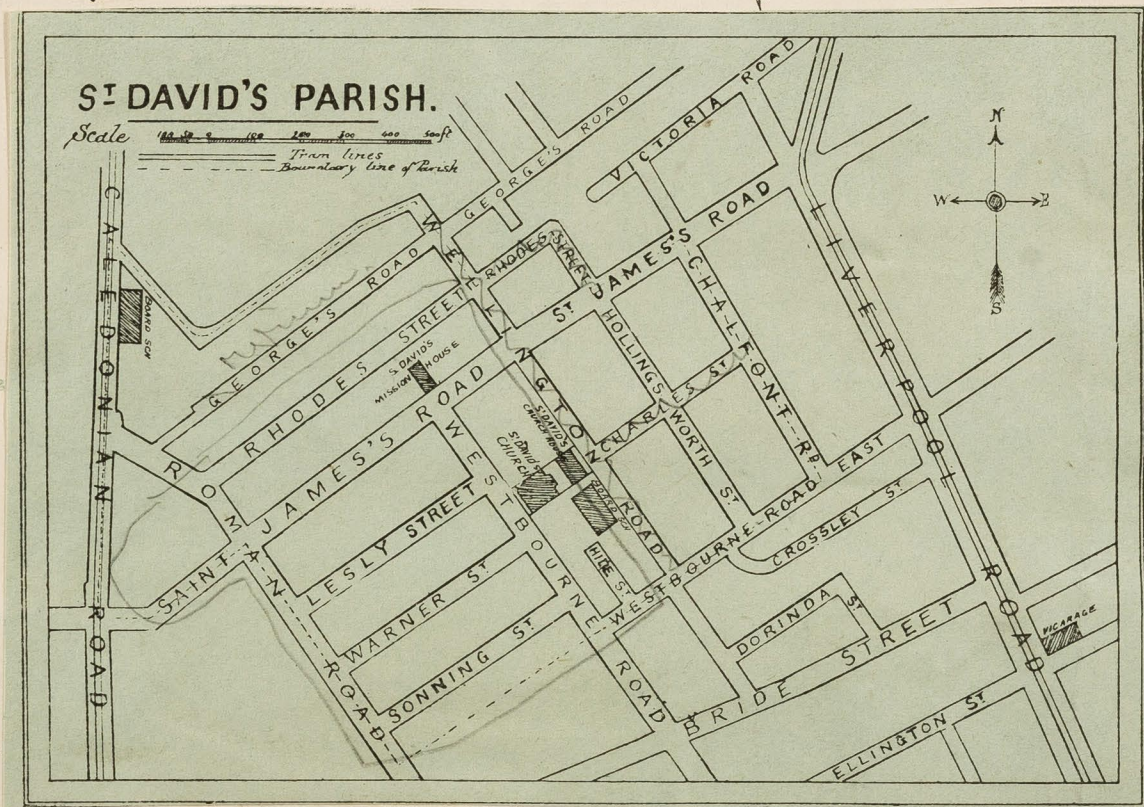 ST DAVID'S PARISH.
Scale 100 50 0 100 200 300 400 500ft
Tram lines
Boundary line of Parish
N
W E
S
CALEDONIAN ROAD
BOARD SCH
GEORGE'S ROAD
GEORGE'S ROAD
VICTORIA ROAD
LIVERPOOL ROAD
WELLINGTON ROAD
RHODES STREET
RHODES STREET
ST JAMES'S ROAD
SAINT JAMES'S ROAD
ST DAVID'S
MISSION HOUSE
HOLLINGSWORTH ST
CHALFONT RD
CHARLES ST
ST DAVID'S
CHURCH
ST DAVID'S
CHURCH
ROMAN ROAD
LESLY STREET
WARNER ST
SONNING ST
WESTBOURNE ROAD
HIDE ST
WESTBOURNE ROAD EAST
CROSSLEY ST
DORINDA ST
BRIDE STREET
ELLINGTON ST
VICARAGE